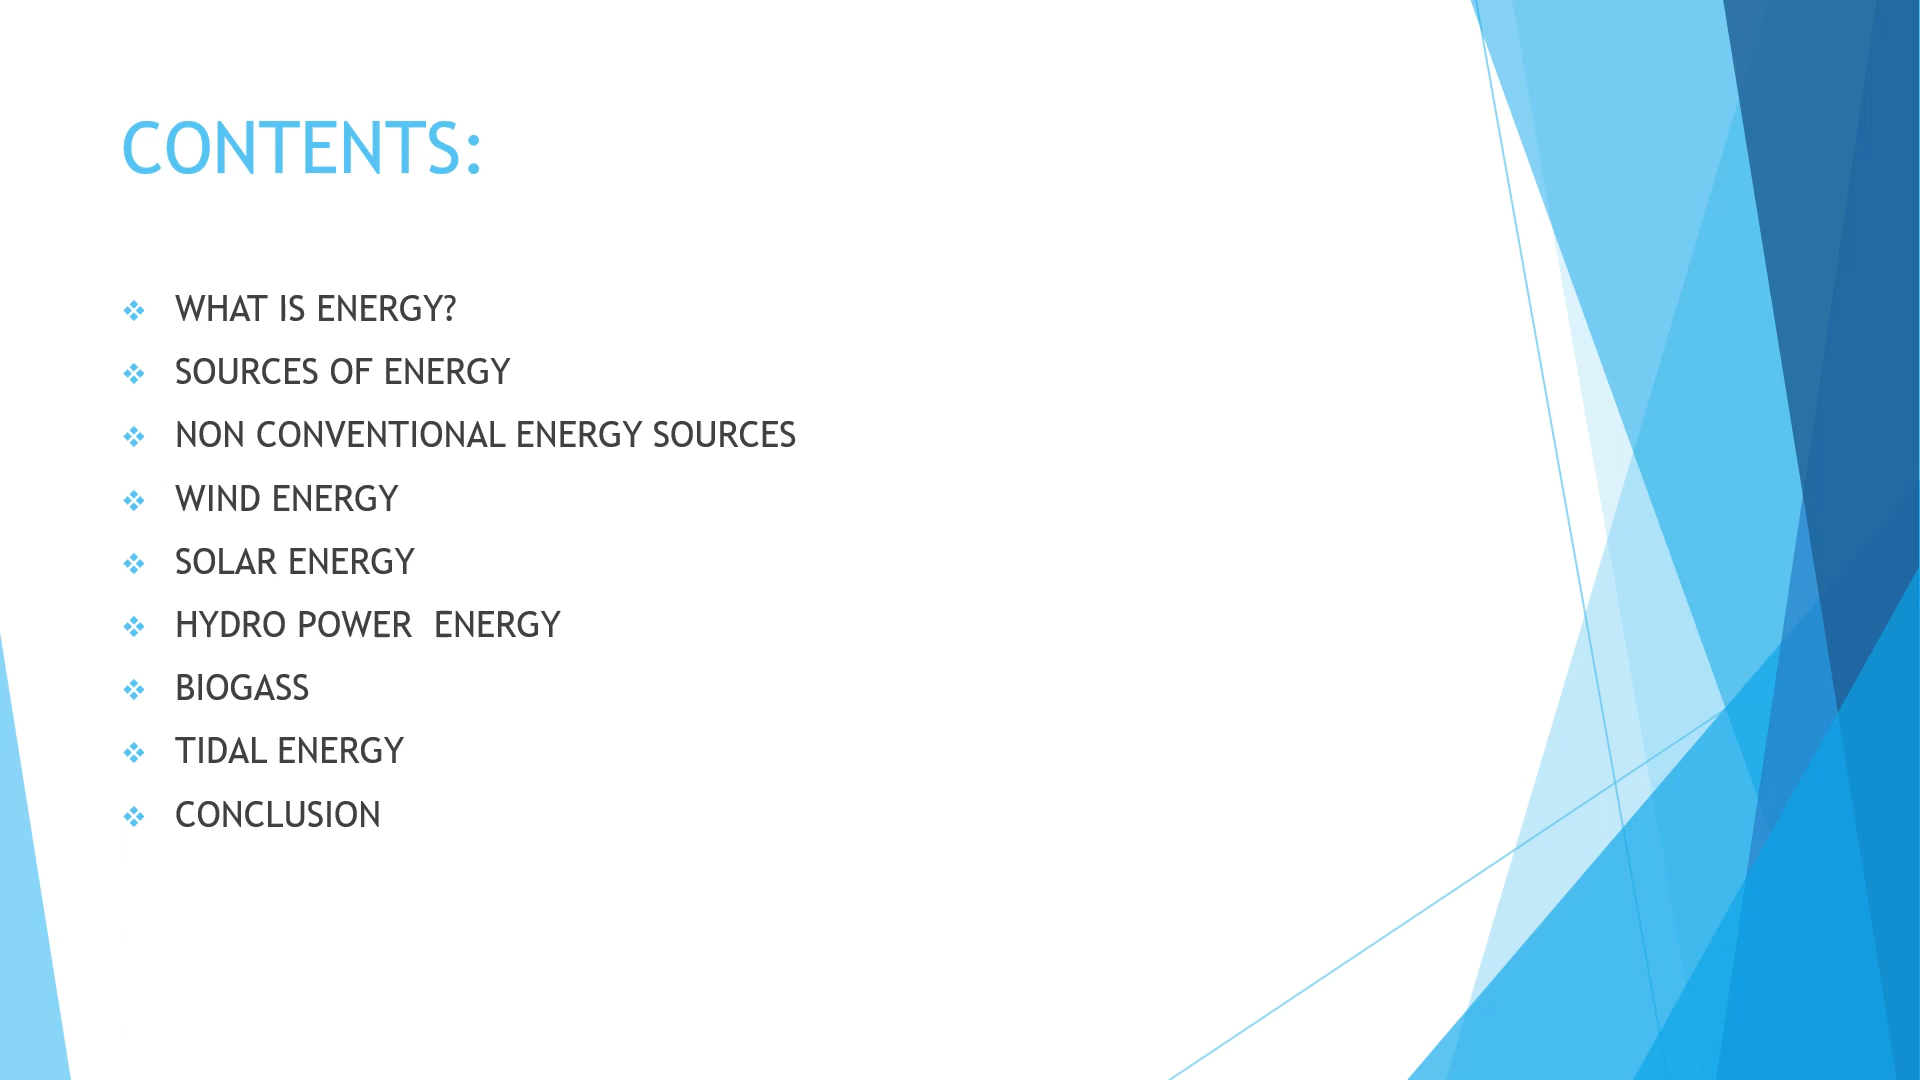 CONTENTS:
WHAT IS ENERGY?
SOURCES OF ENERGY
NON CONVENTIONAL ENERGY SOURCES
WIND ENERGY
SOLAR ENERGY
HYDRO POWER  ENERGY
BIOGASS
TIDAL ENERGY
CONCLUSION